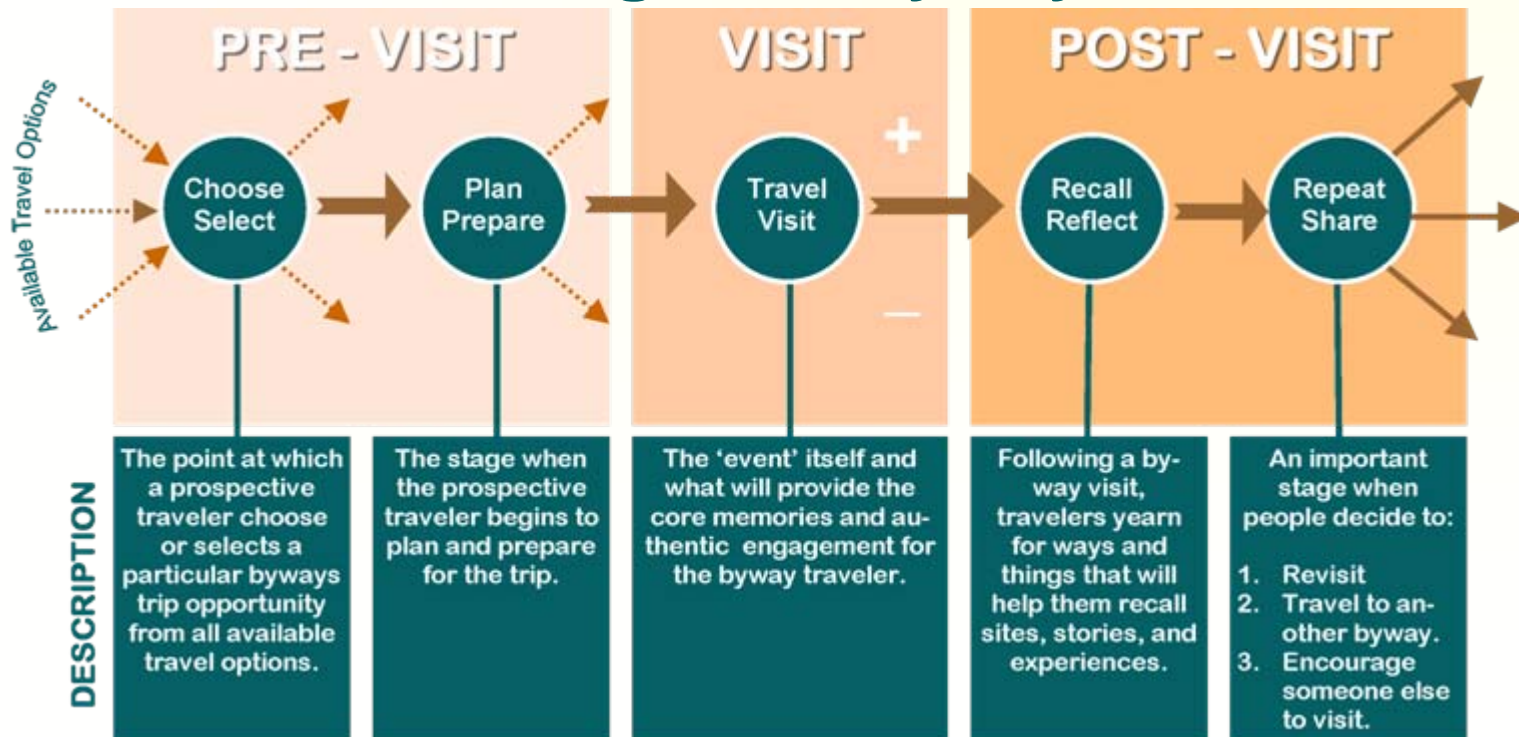 PRE - VISIT
VISIT
POST - VISIT
Available Travel Options
Choose
Select
Plan
Prepare
+
Travel
Visit
–
Recall
Reflect
Repeat
Share
DESCRIPTION
The point at which
a prospective
traveler choose
or selects a
particular byways
trip opportunity
from all available
travel options.
The stage when
the prospective
traveler begins to
plan and prepare
for the trip.
The ‘event’ itself and
what will provide the
core memories and au-
thentic engagement for
the byway traveler.
Following a by-
way visit,
travelers yearn
for ways and
things that will
help them recall
sites, stories, and
experiences.
An important
stage when
people decide to:
1. Revisit
2. Travel to an-
other byway.
3. Encourage
someone else
to visit.